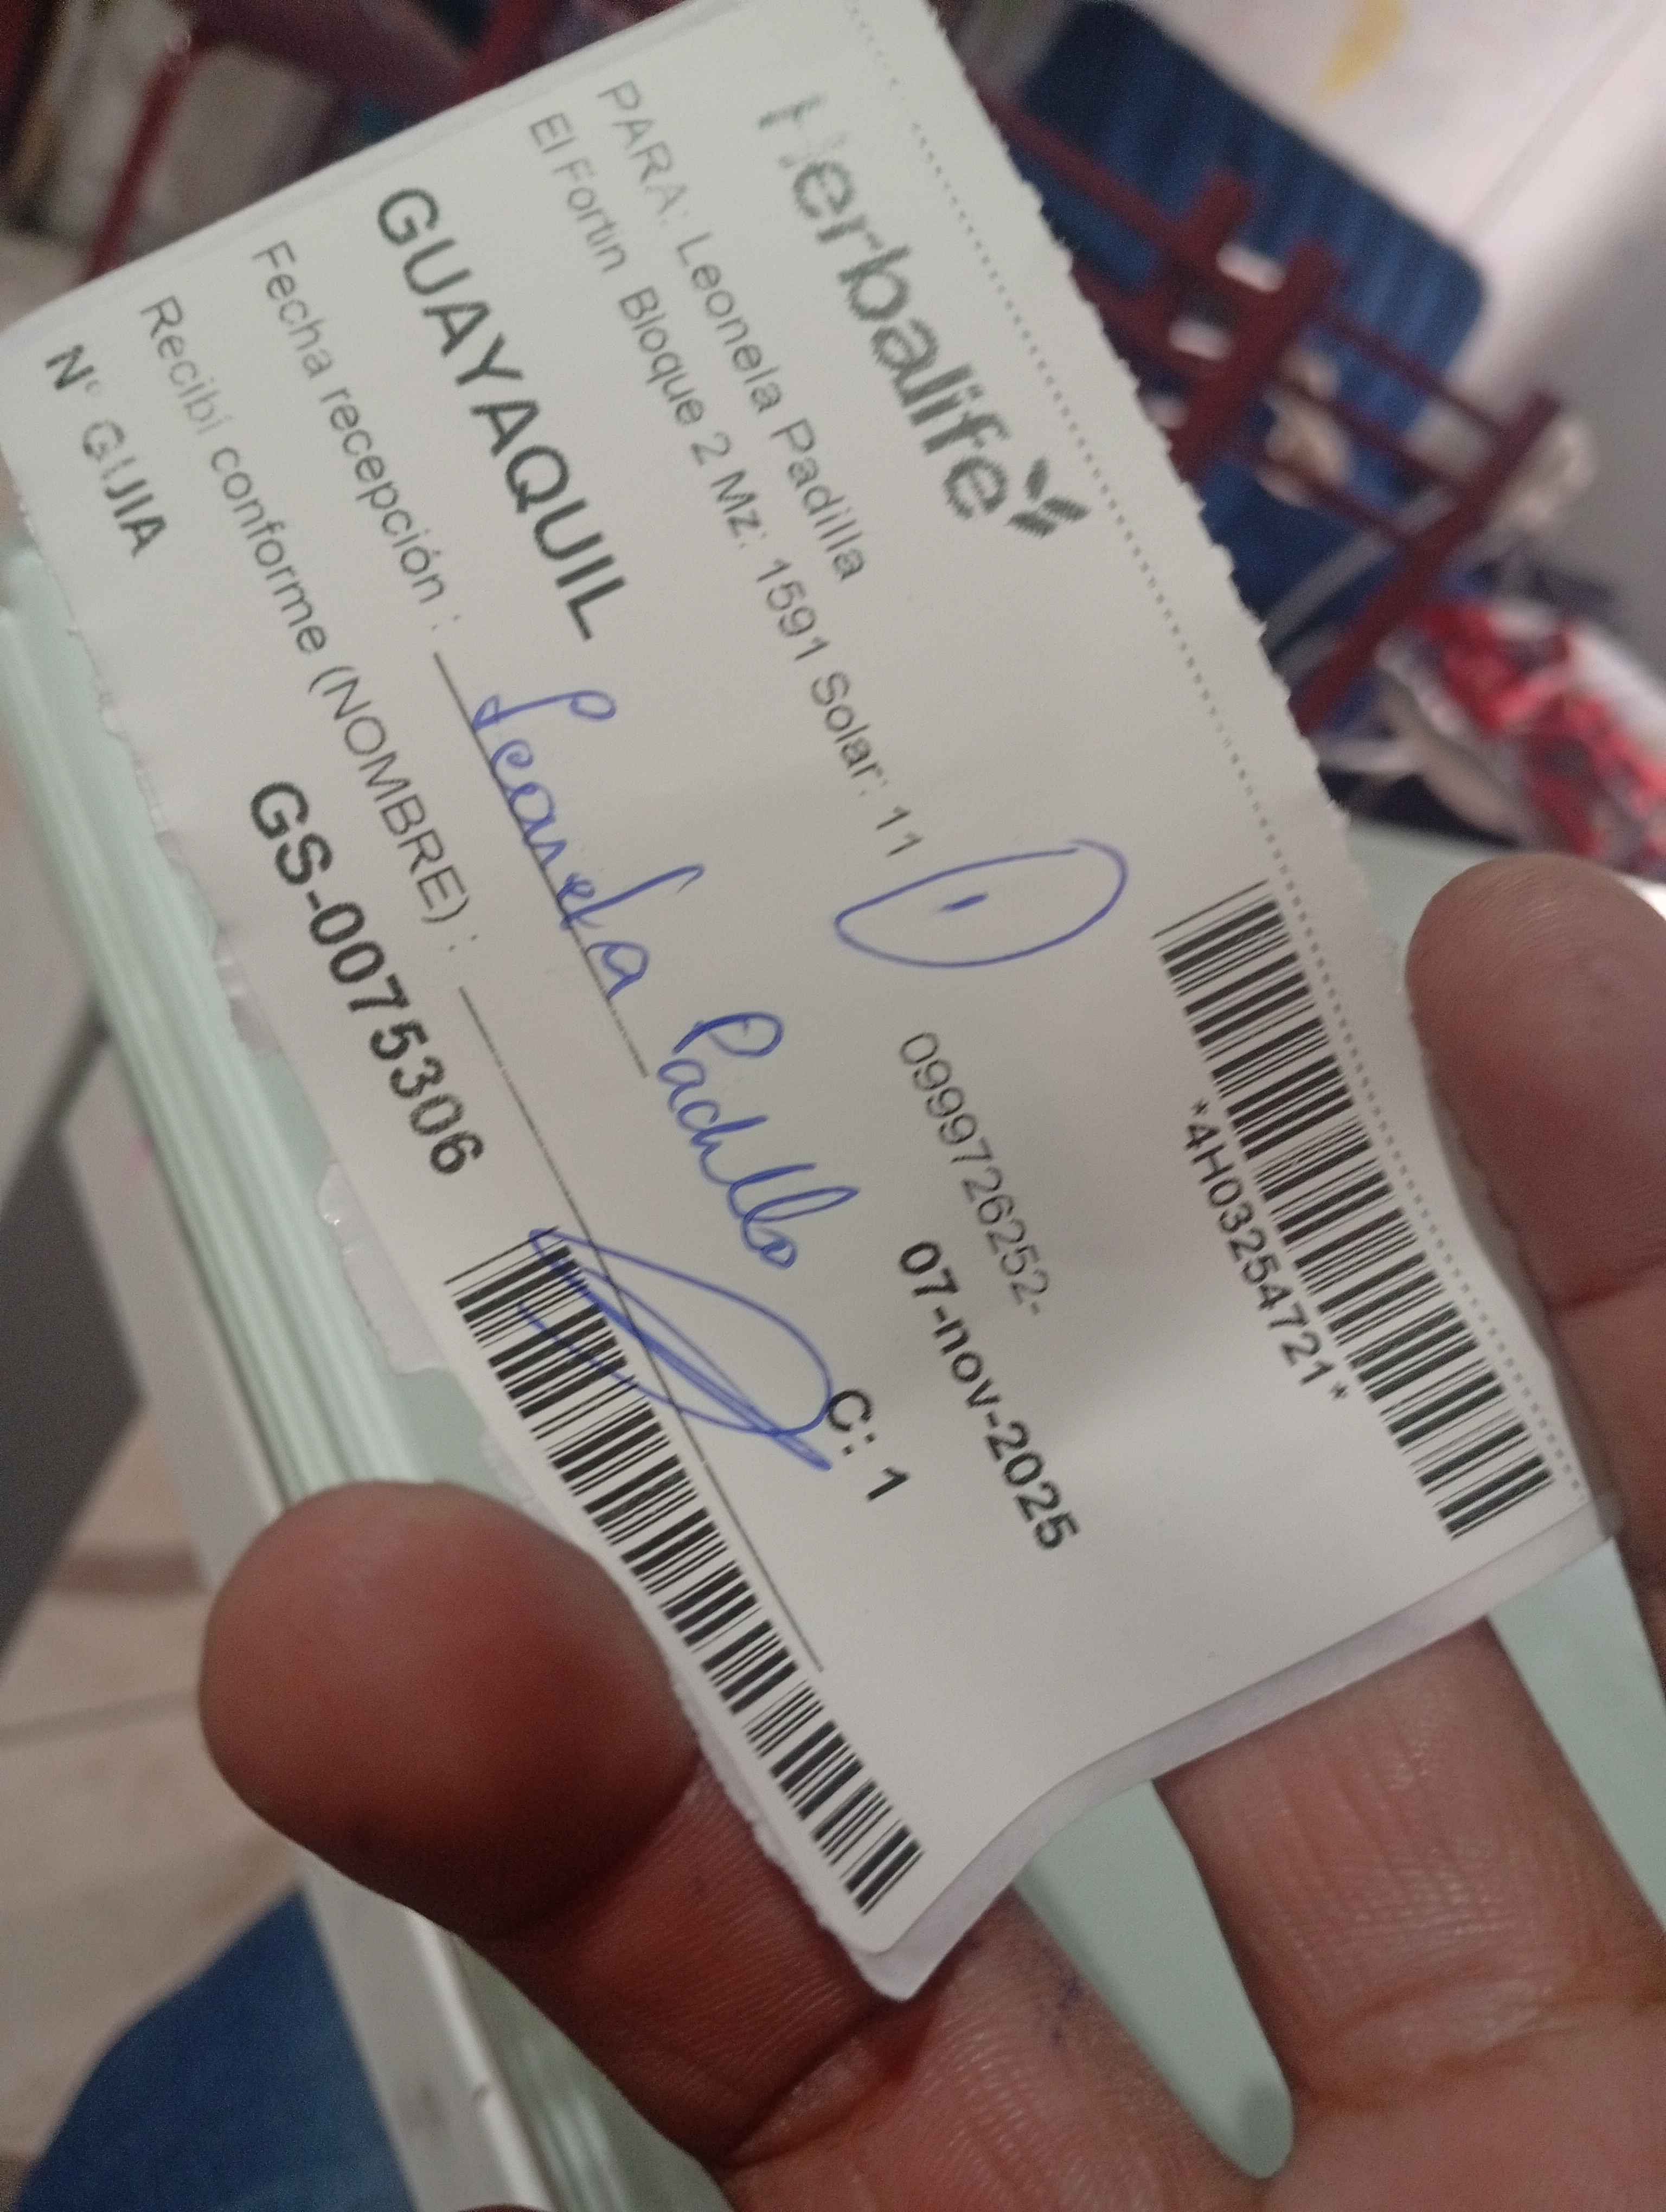 Herbalife
*4H03254721*
PARA: Leonela Padilla
El Fortin Bloque 2 Mz: 1591 Solar: 11
0999726252-
07-nov-2025
GUAYAQUIL
C: 1
Fecha recepción :
Leonela Padilla
Recibí conforme (NOMBRE) :
N° GUIA
GS-0075306